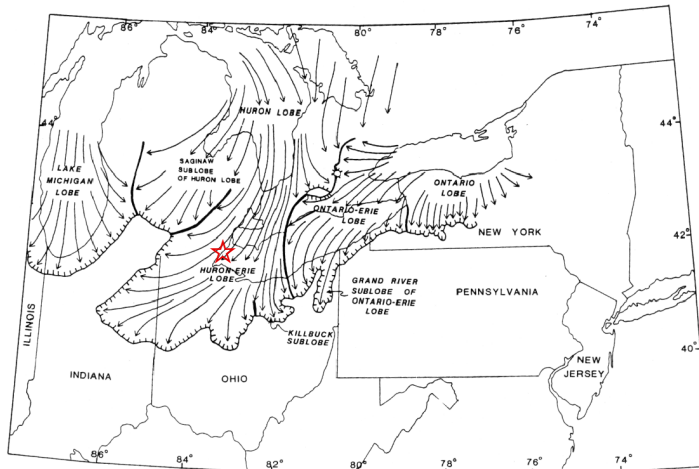 86°
84°
80°
78°
76°
74°
44°
44°
HURON LOBE
LAKE
MICHIGAN
LOBE
SAGINAW
SUBLOBE
OF HURON LOBE
ONTARIO
LOBE
ONTARIO-ERIE
LOBE
NEW YORK
42°
HURON-ERIE
LOBE
GRAND RIVER
SUBLOBE OF
ONTARIO-ERIE
LOBE
PENNSYLVANIA
KILLBUCK
SUBLOBE
ILLINOIS
INDIANA
OHIO
NEW
JERSEY
40°
86°
84°
82°
80°
78°
76°
74°